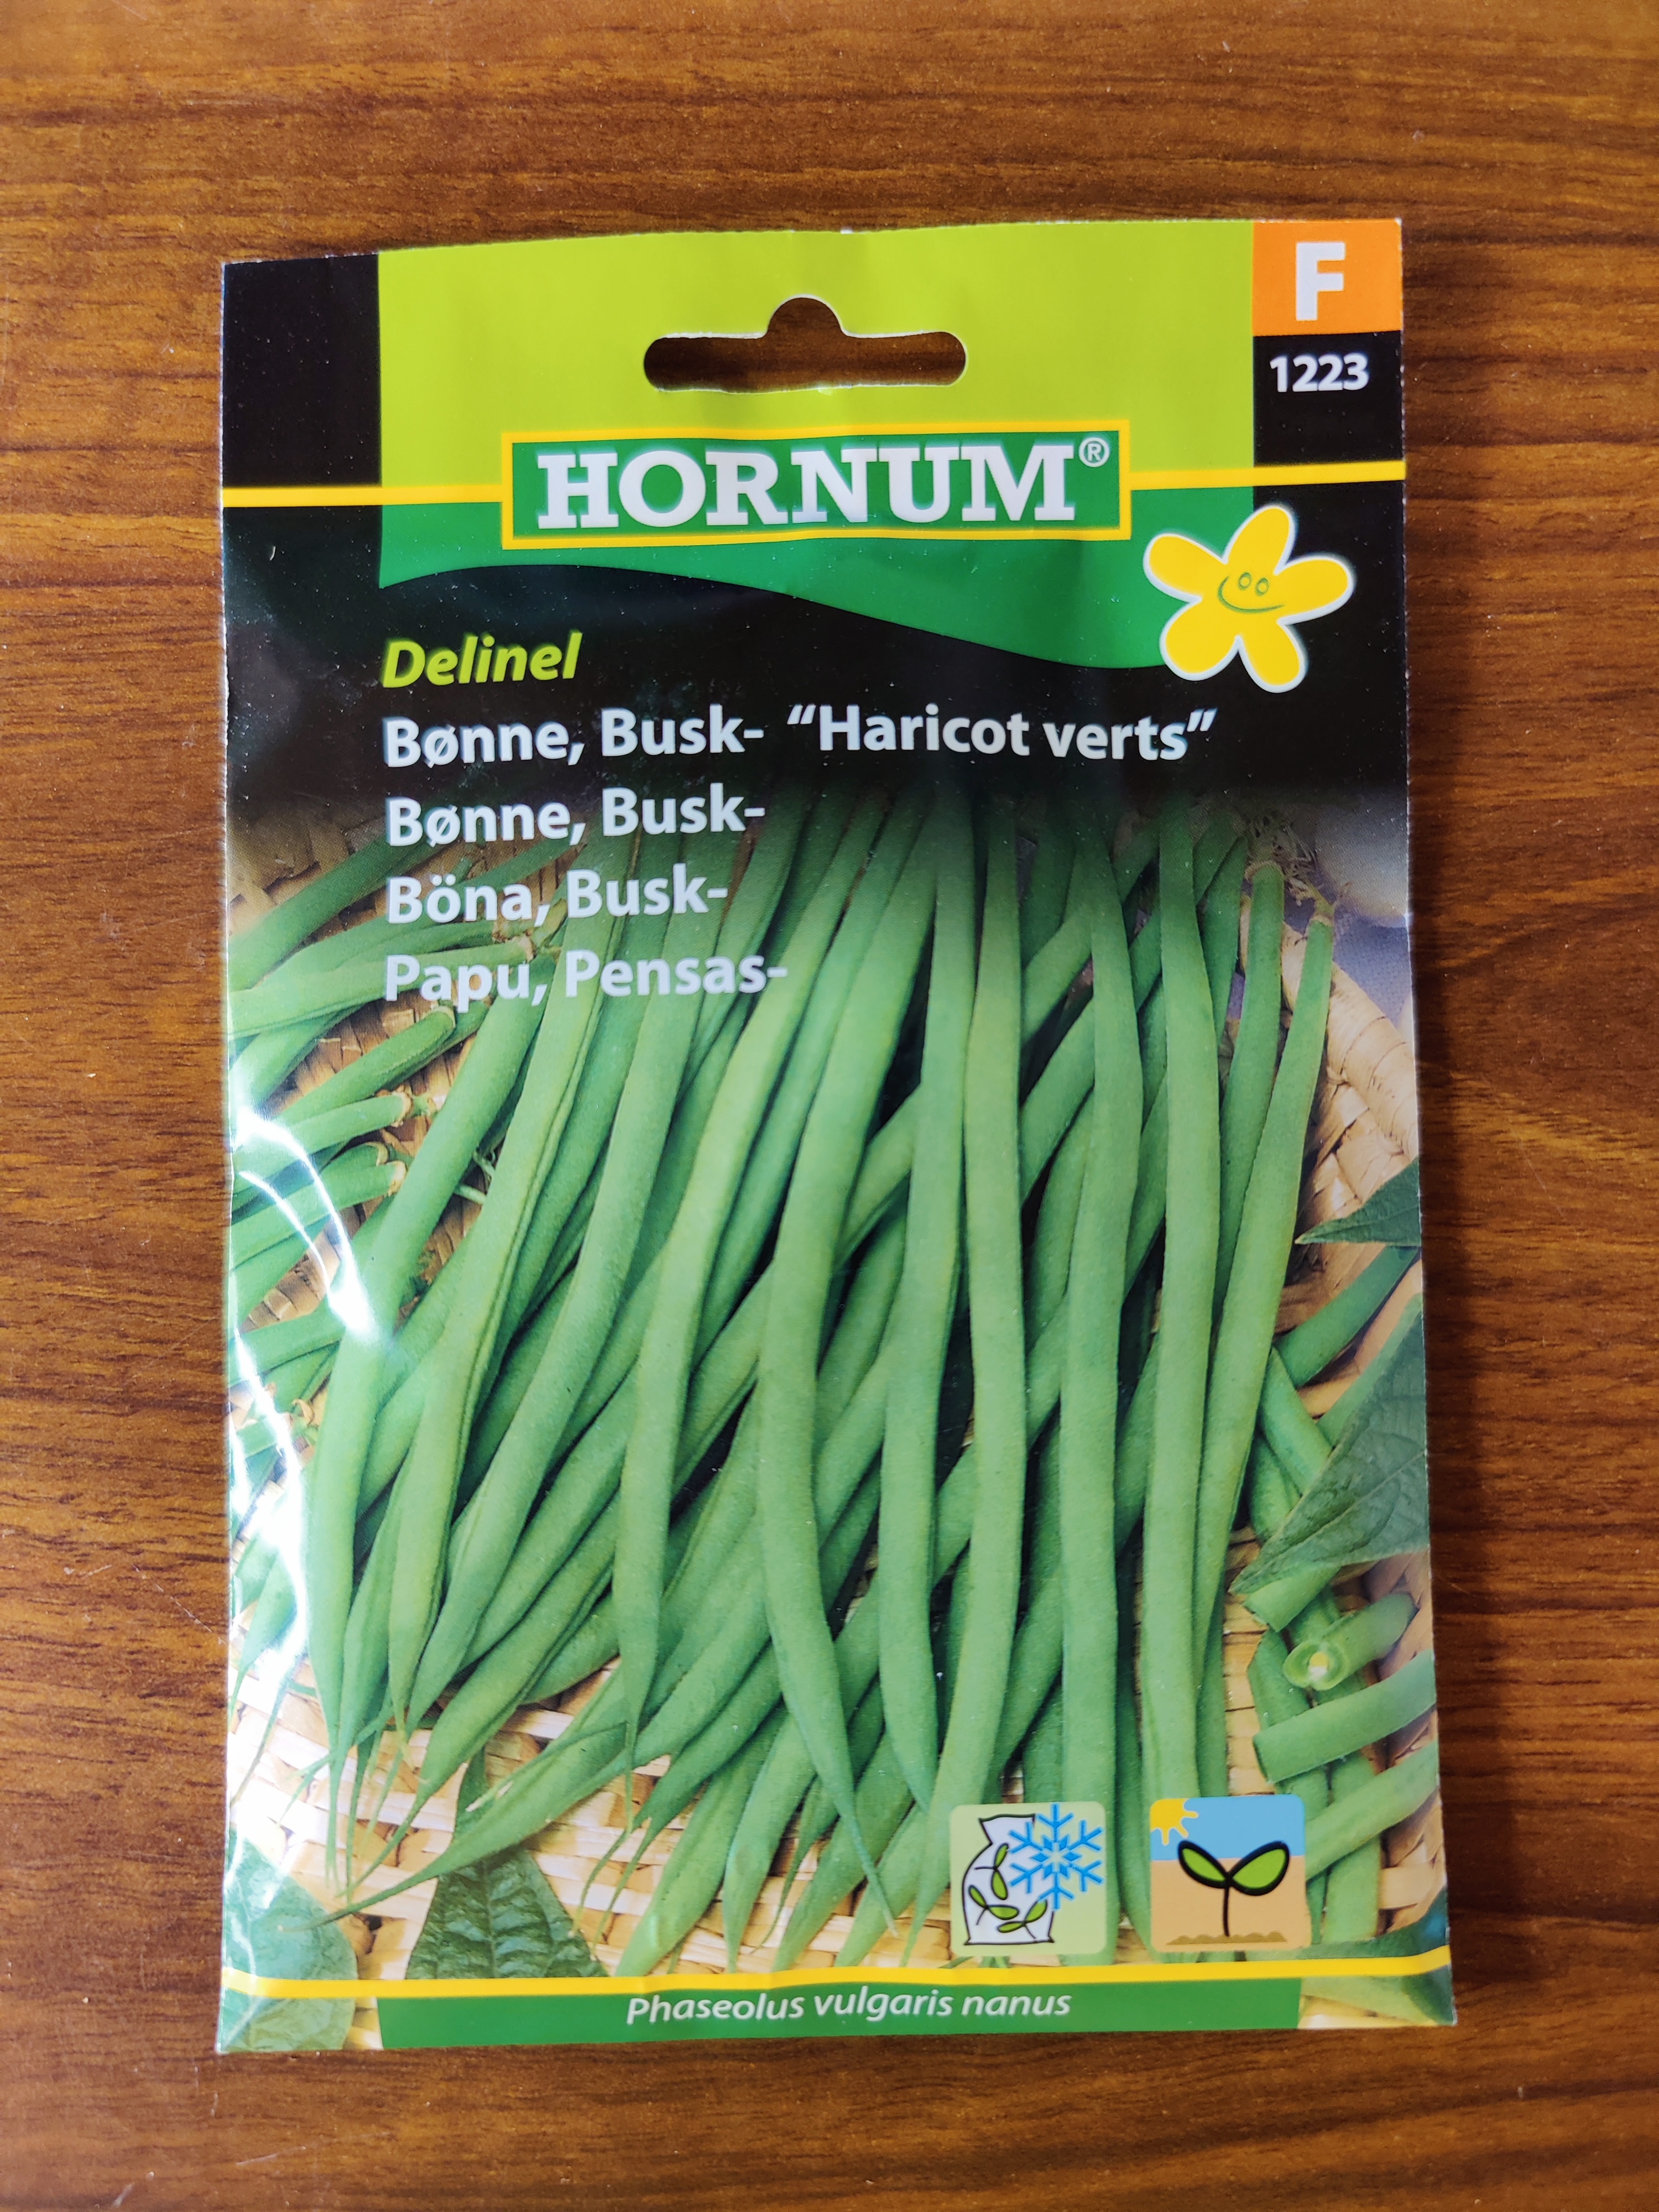 F
1223
HORNUM®
Delinel
Bønne, Busk- “Haricot verts”
Bønne, Busk-
Böna, Busk-
Papu, Pensas-
Phaseolus vulgaris nanus